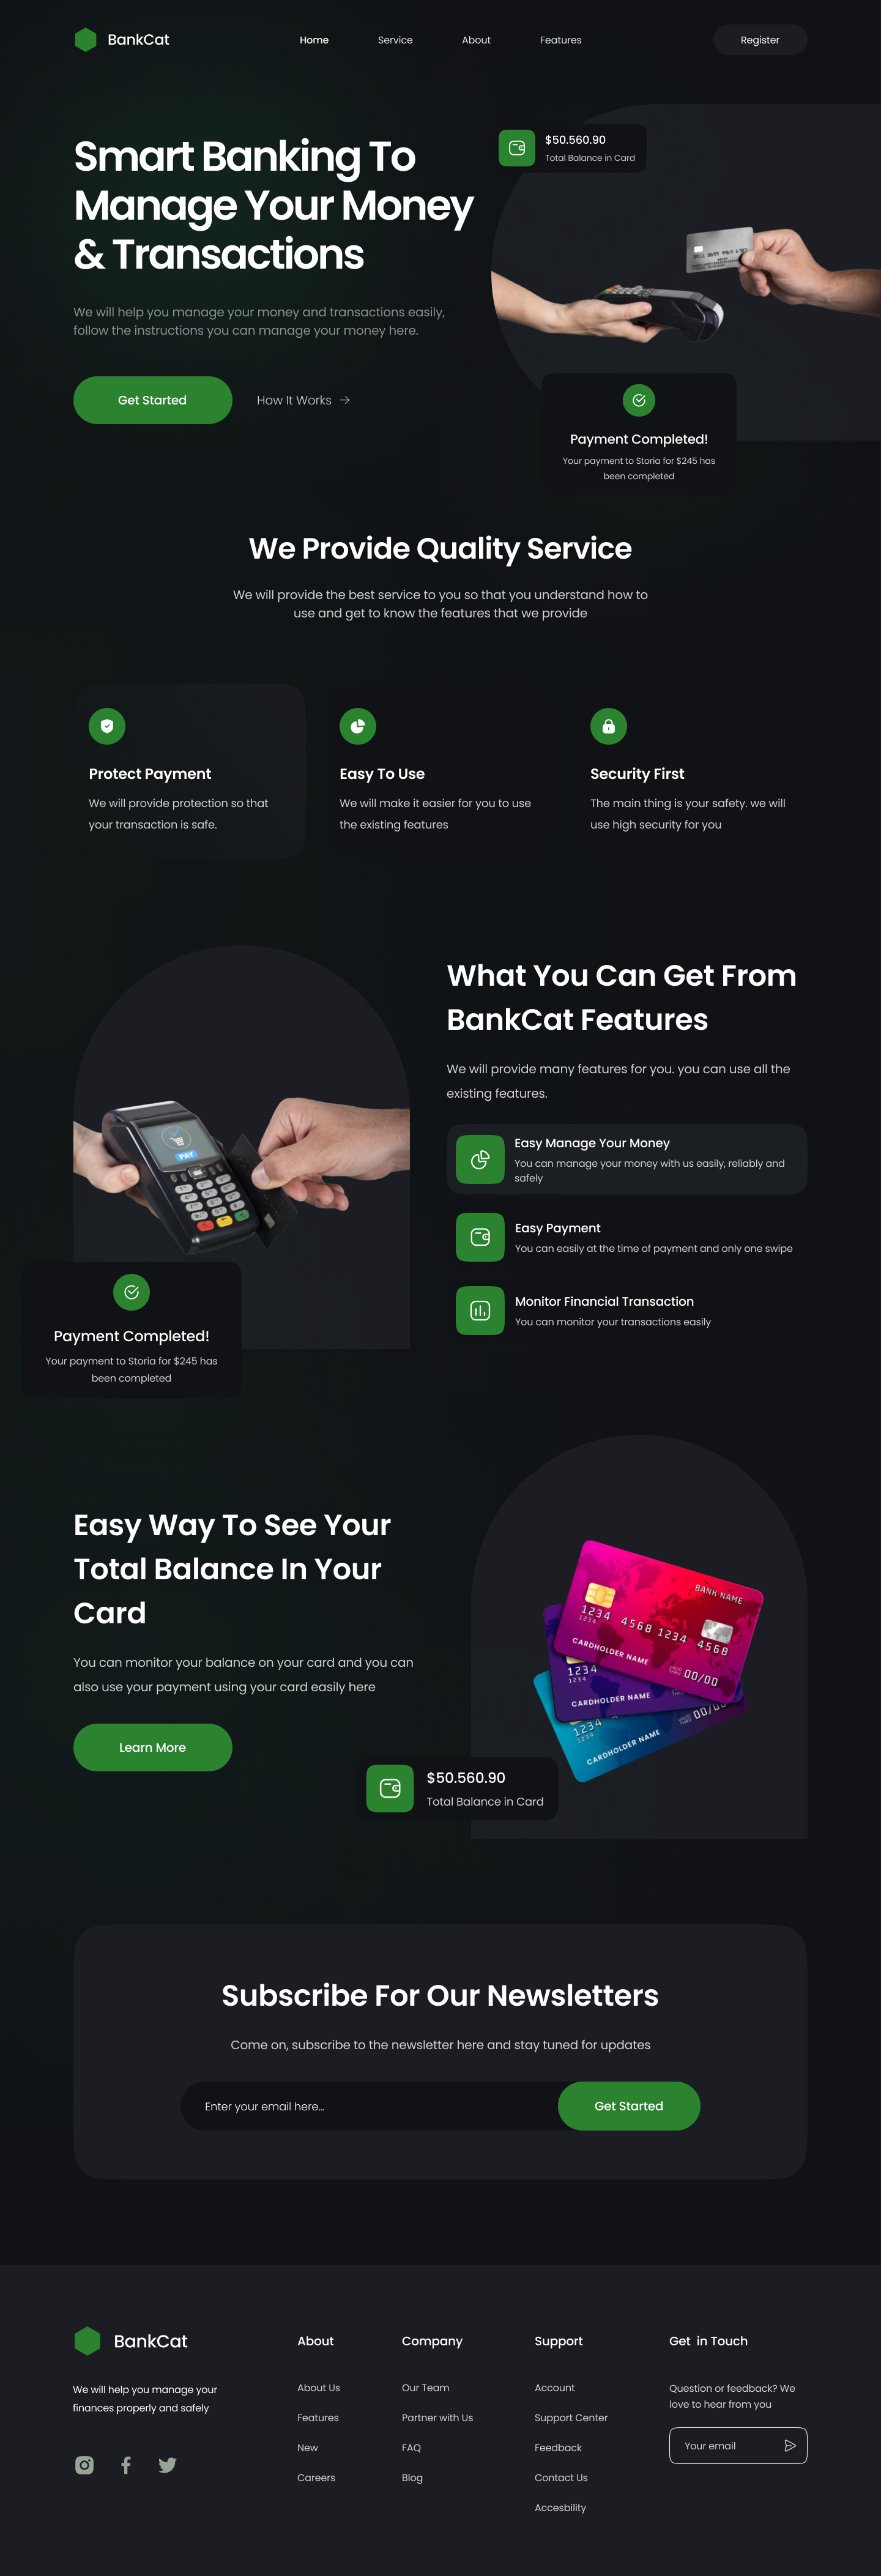 BankCat
Home
Service
About
Features
Register
Smart Banking To
Manage Your Money
& Transactions
We will help you manage your money and transactions easily,
follow the instructions you can manage your money here.
Get Started
How It Works
$50.560.90
Total Balance in Card
Payment Completed!
Your payment to Storia for $245 has
been completed
We Provide Quality Service
We will provide the best service to you so that you understand how to
use and get to know the features that we provide
Protect Payment
We will provide protection so that
your transaction is safe.
Easy To Use
We will make it easier for you to use
the existing features
Security First
The main thing is your safety. we will
use high security for you
PAY
Payment Completed!
Your payment to Storia for $245 has
been completed
What You Can Get From
BankCat Features
We will provide many features for you. you can use all the
existing features.
Easy Manage Your Money
You can manage your money with us easily, reliably and
safely
Easy Payment
You can easily at the time of payment and only one swipe
Monitor Financial Transaction
You can monitor your transactions easily
Easy Way To See Your
Total Balance In Your
Card
You can monitor your balance on your card and you can
also use your payment using your card easily here
Learn More
BANK NAME
1234 4568 1234 4568
1234
CARDHOLDER NAME
00/00
1234
1234
CARDHOLDER NAME
1234
1234
CARDHOLDER NAME
00/00
$50.560.90
Total Balance in Card
Subscribe For Our Newsletters
Come on, subscribe to the newsletter here and stay tuned for updates
Enter your email here...
Get Started
BankCat
We will help you manage your
finances properly and safely
About
About Us
Features
New
Careers
Company
Our Team
Partner with Us
FAQ
Blog
Support
Account
Support Center
Feedback
Contact Us
Accesbility
Get in Touch
Question or feedback? We
love to hear from you
Your email